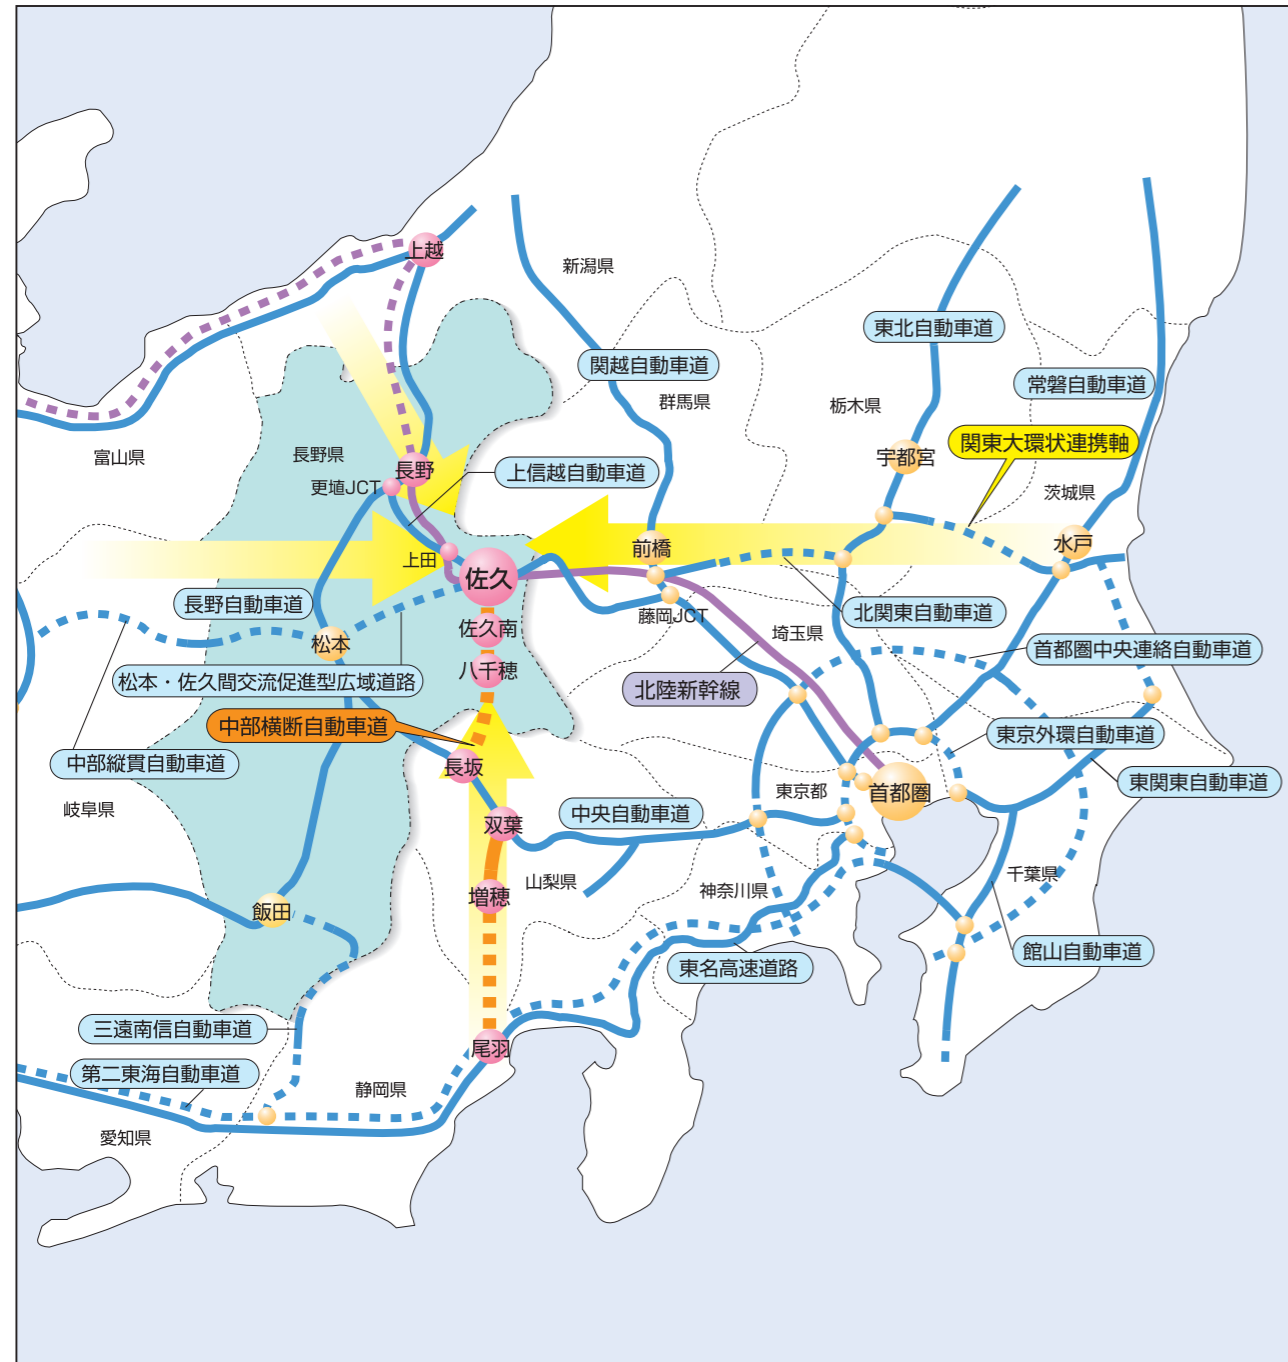 上越
新潟県
東北自動車道
関越自動車道
常磐自動車道
群馬県
栃木県
関東大環状連携軸
富山県
長野県
長野
上信越自動車道
宇都宮
更埴JCT
茨城県
前橋
水戸
上田
佐久
長野自動車道
藤岡JCT
北関東自動車道
佐久南
埼玉県
松本
首都圏中央連絡自動車道
八千穂
松本・佐久間交流促進型広域道路
北陸新幹線
中部横断自動車道
東京外環自動車道
中部縦貫自動車道
長坂
東関東自動車道
東京都
首都圏
岐阜県
双葉
中央自動車道
千葉県
山梨県
神奈川県
増穂
飯田
館山自動車道
東名高速道路
三遠南信自動車道
尾羽
第二東海自動車道
静岡県
愛知県